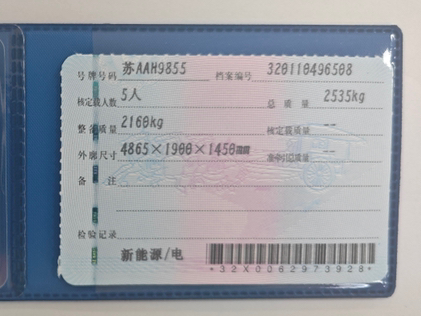 号牌号码 苏AAH9855 档案编号 320110496508
核定载人数 5人 总质量 2535kg
整备质量 2160kg 核定载质量 --
外廓尺寸 4865×1900×1450mm 准牵引总质量 --
备注
检验记录
新能源/电
*32X0062973928*